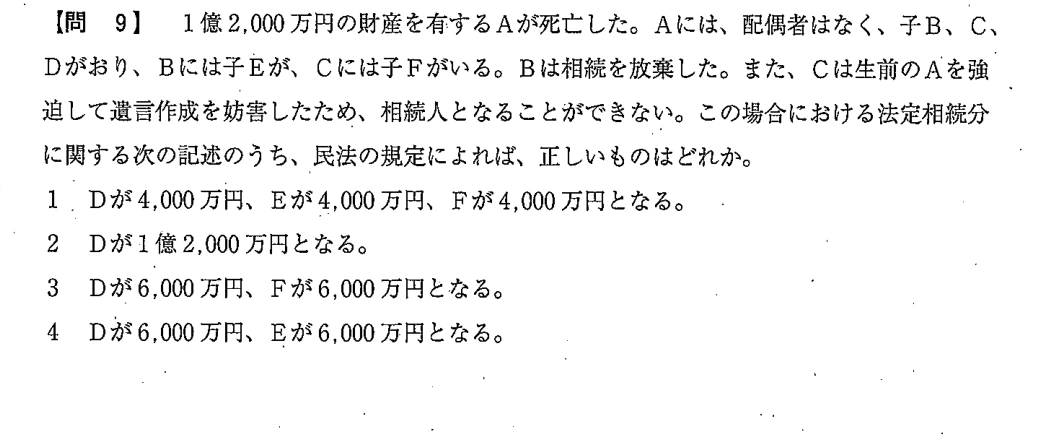 【問　9】　1億2,000万円の財産を有するAが死亡した。Aには、配偶者はなく、子B、C、
Dがおり、Bには子Eが、Cには子Fがいる。Bは相続を放棄した。また、Cは生前のAを強
迫して遺言作成を妨害したため、相続人となることができない。この場合における法定相続分
に関する次の記述のうち、民法の規定によれば、正しいものはどれか。
1　Dが4,000万円、Eが4,000万円、Fが4,000万円となる。
2　Dが1億2,000万円となる。
3　Dが6,000万円、Fが6,000万円となる。
4　Dが6,000万円、Eが6,000万円となる。